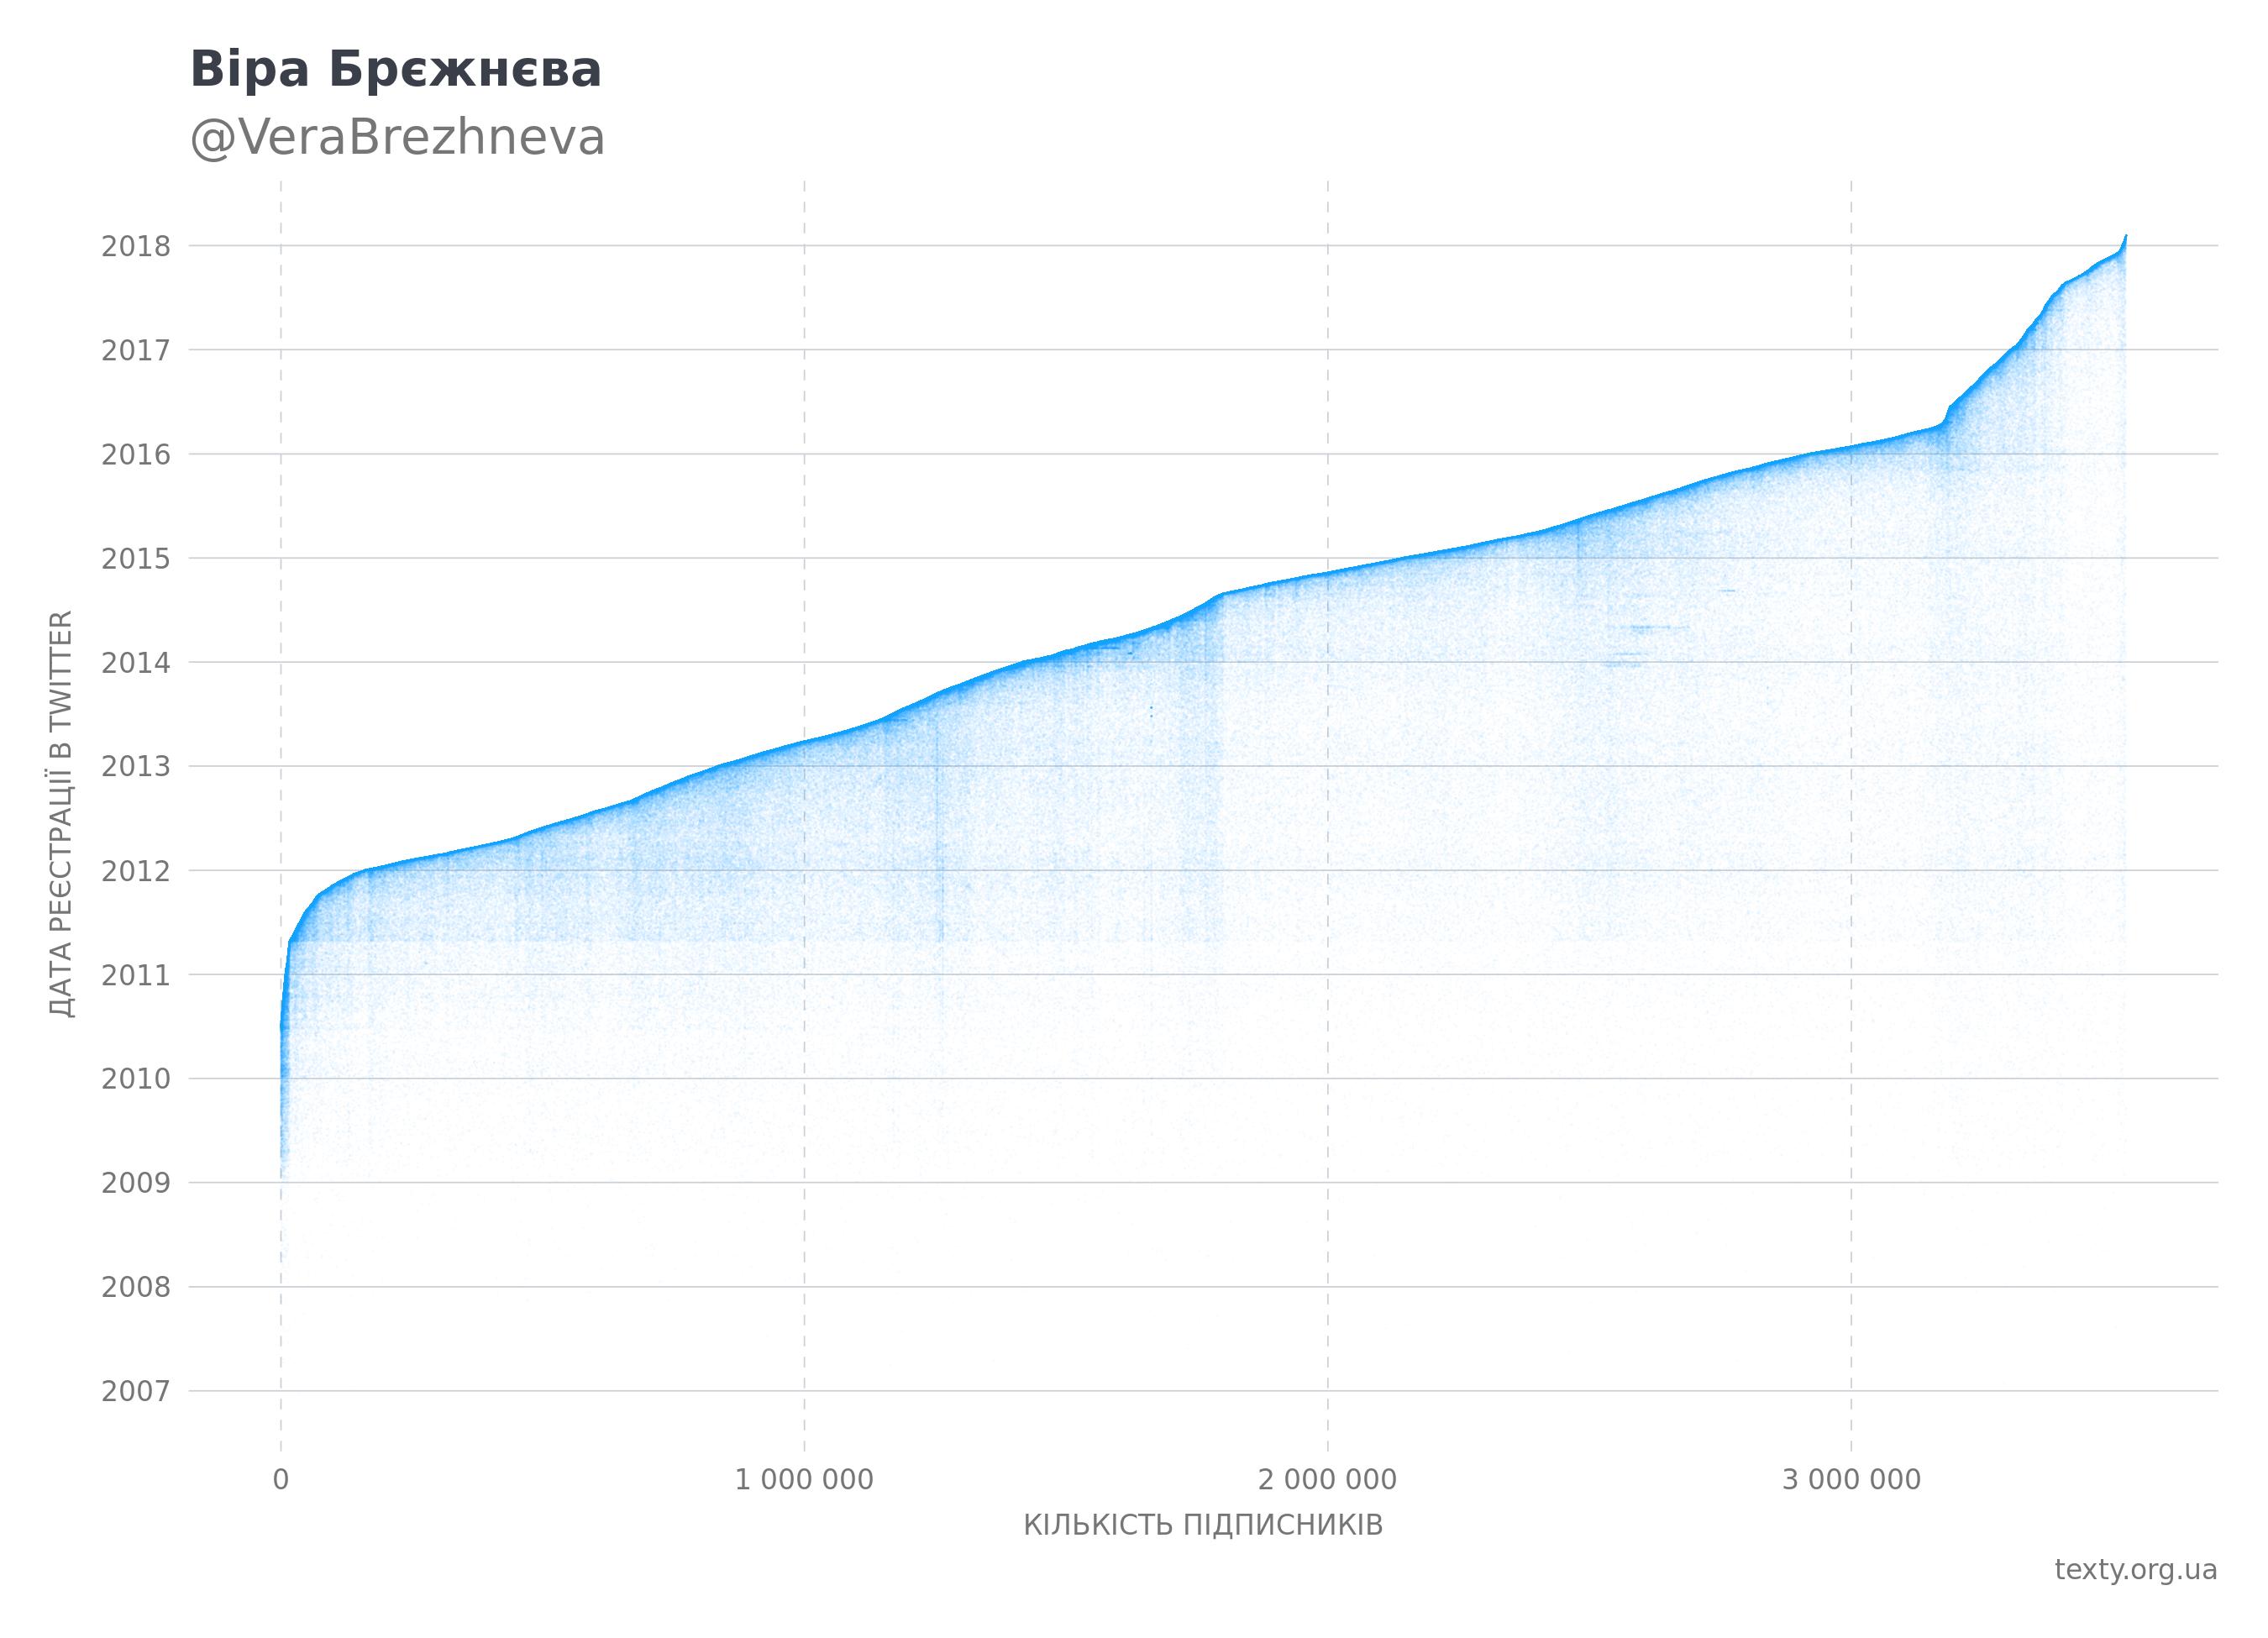 Віра Брєжнєва
@VeraBrezhneva
ДАТА РЕЄСТРАЦІЇ В TWITTER
2018
2017
2016
2015
2014
2013
2012
2011
2010
2009
2008
2007
0 1 000 000 2 000 000 3 000 000
КІЛЬКІСТЬ ПІДПИСНИКІВ
texty.org.ua